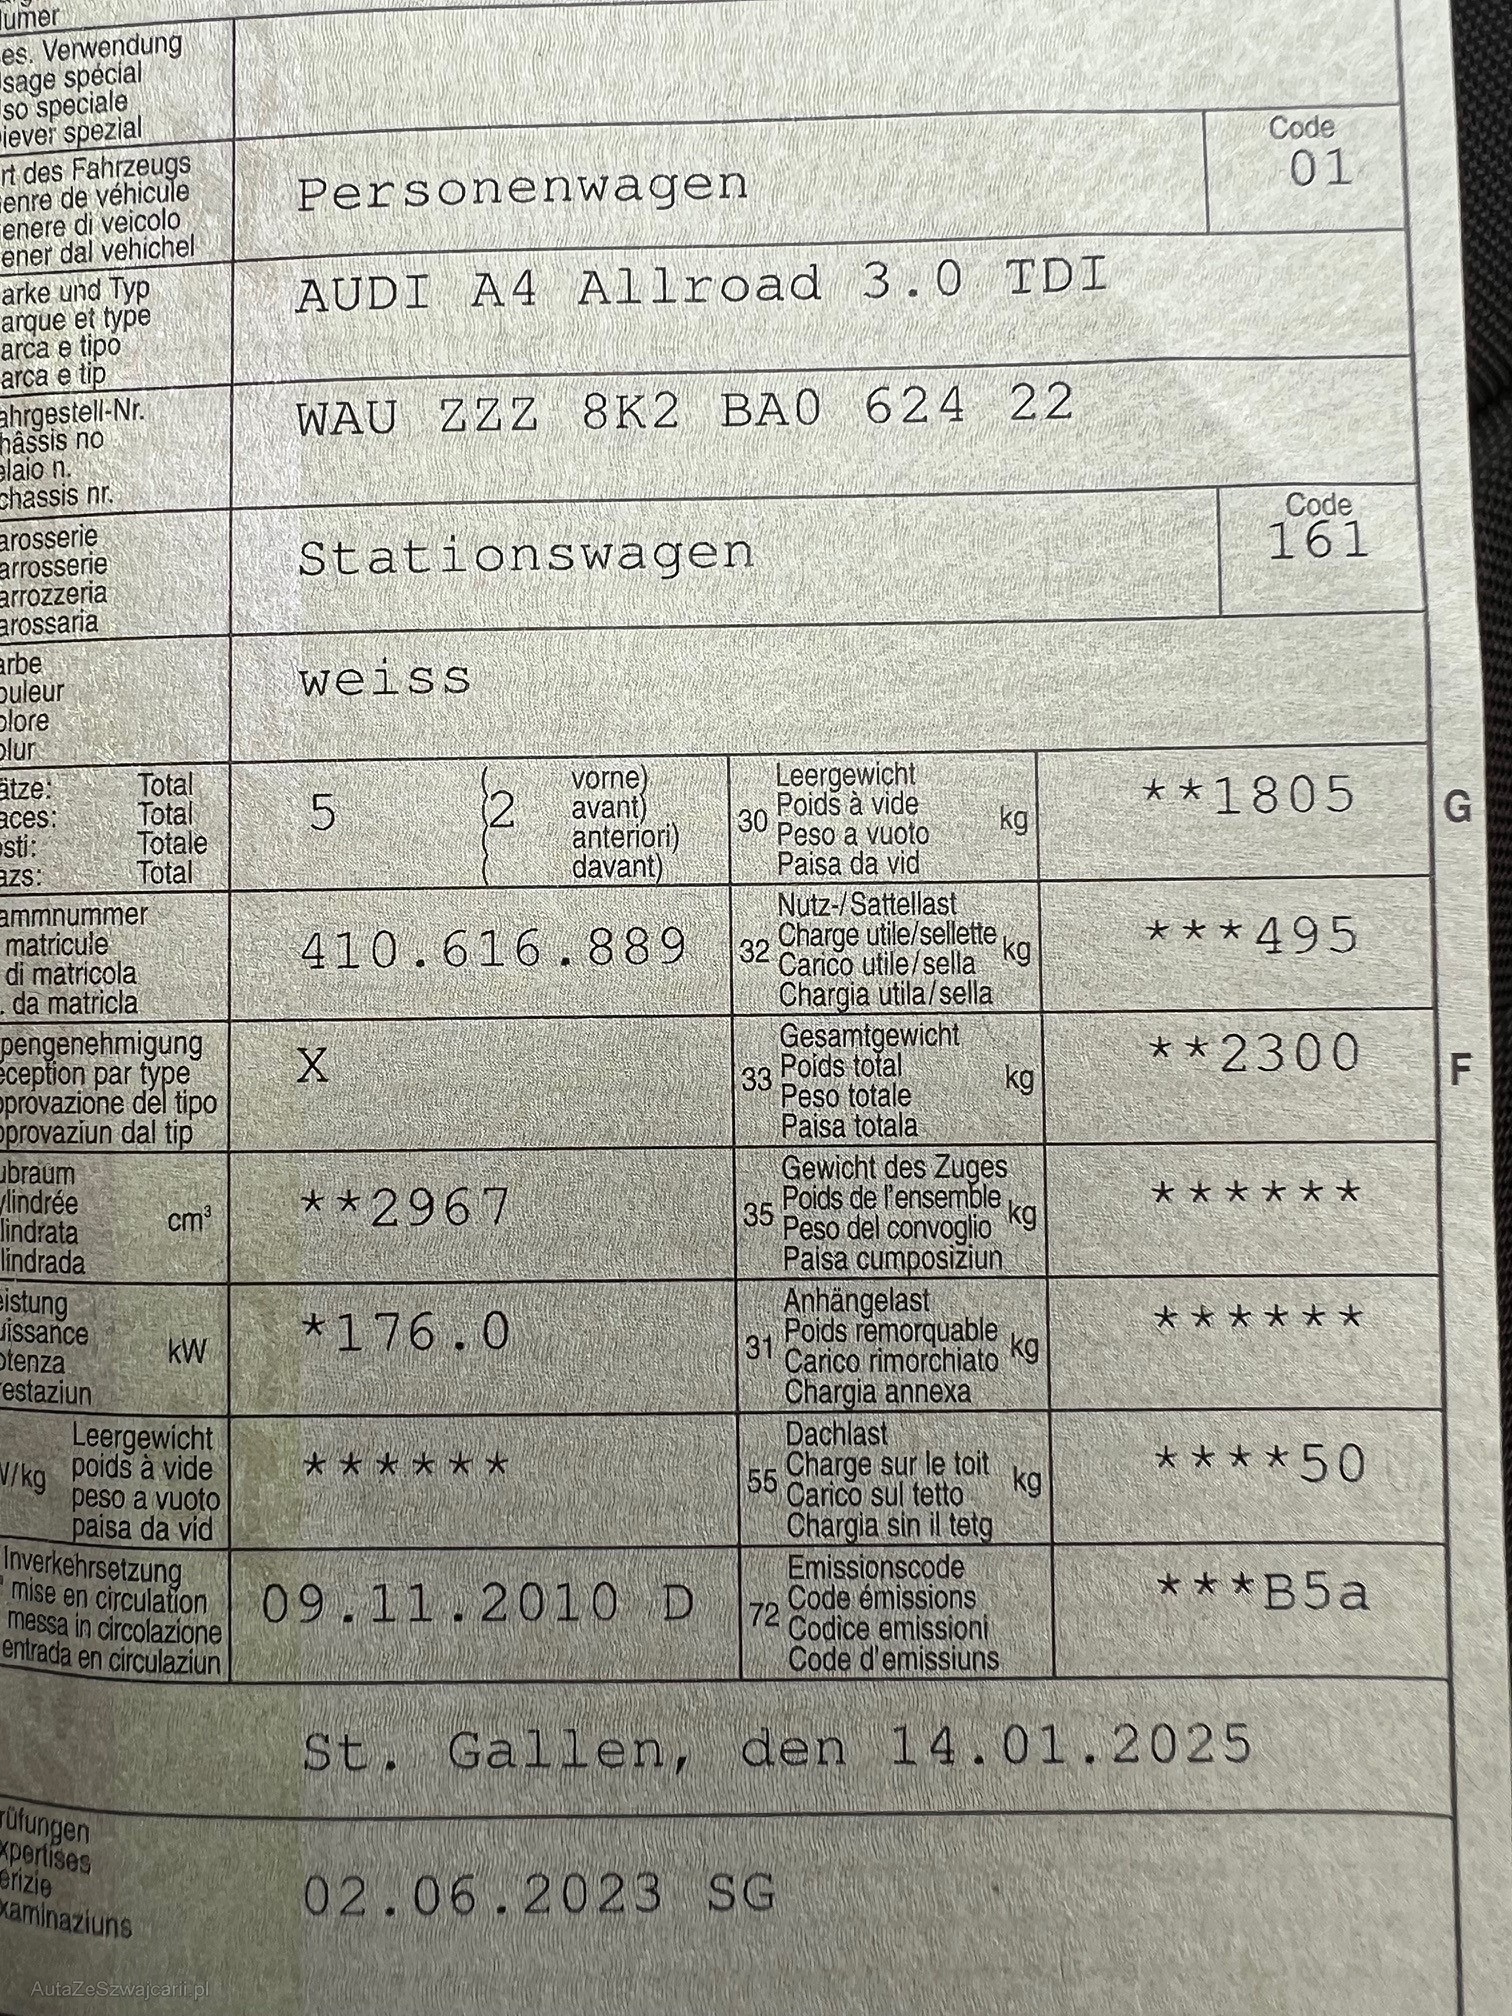 umer
es. Verwendung
sage spécial
so speciale
iever spezial
rt des Fahrzeugs
enre de véhicule
enere di veicolo
ener dal vehichel
Personenwagen
Code
01
arke und Typ
arque et type
arca e tipo
arca e tip
AUDI A4 Allroad 3.0 TDI
ahrgestell-Nr.
hâssis no
elaio n.
chassis nr.
WAU ZZZ 8K2 BA0 624 22
arosserie
arrosserie
arrozzeria
arossaria
Stationswagen
Code
161
arbe
ouleur
olore
olur
weiss
ätze: Total
aces: Total
osti: Totale
azs: Total
5 (2 vorne)
avant)
anteriori)
davant)
30 Leergewicht
Poids à vide
Peso a vuoto
Paisa da vid
kg
**1805
G
ammnummer
matricule
di matricola
. da matricla
410.616.889
32 Nutz-/Sattellast
Charge utile/sellette
Carico utile/sella
Chargia utila/sella
kg
***495
pengenehmigung
éception par type
pprovazione del tipo
pprovaziun dal tip
X
33 Gesamtgewicht
Poids total
Peso totale
Paisa totala
kg
**2300
F
ubraum
ylindrée
lindrata
lindrada
cm³
**2967
35 Gewicht des Zuges
Poids de l'ensemble
Peso del convoglio
Paisa cumposiziun
kg
******
eistung
uissance
otenza
restaziun
kW
*176.0
31 Anhängelast
Poids remorquable
Carico rimorchiato
Chargia annexa
kg
******
/kg
Leergewicht
poids à vide
peso a vuoto
paisa da vid
******
55 Dachlast
Charge sur le toit
Carico sul tetto
Chargia sin il tetg
kg
****50
Inverkehrsetzung
mise en circulation
messa in circolazione
entrada en circulaziun
09.11.2010 D
72 Emissionscode
Code émissions
Codice emissioni
Code d'emissiuns
***B5a
St. Gallen, den 14.01.2025
rüfungen
xpertises
erizie
xaminaziuns
02.06.2023 SG
AutaZeSzwajcarii.pl